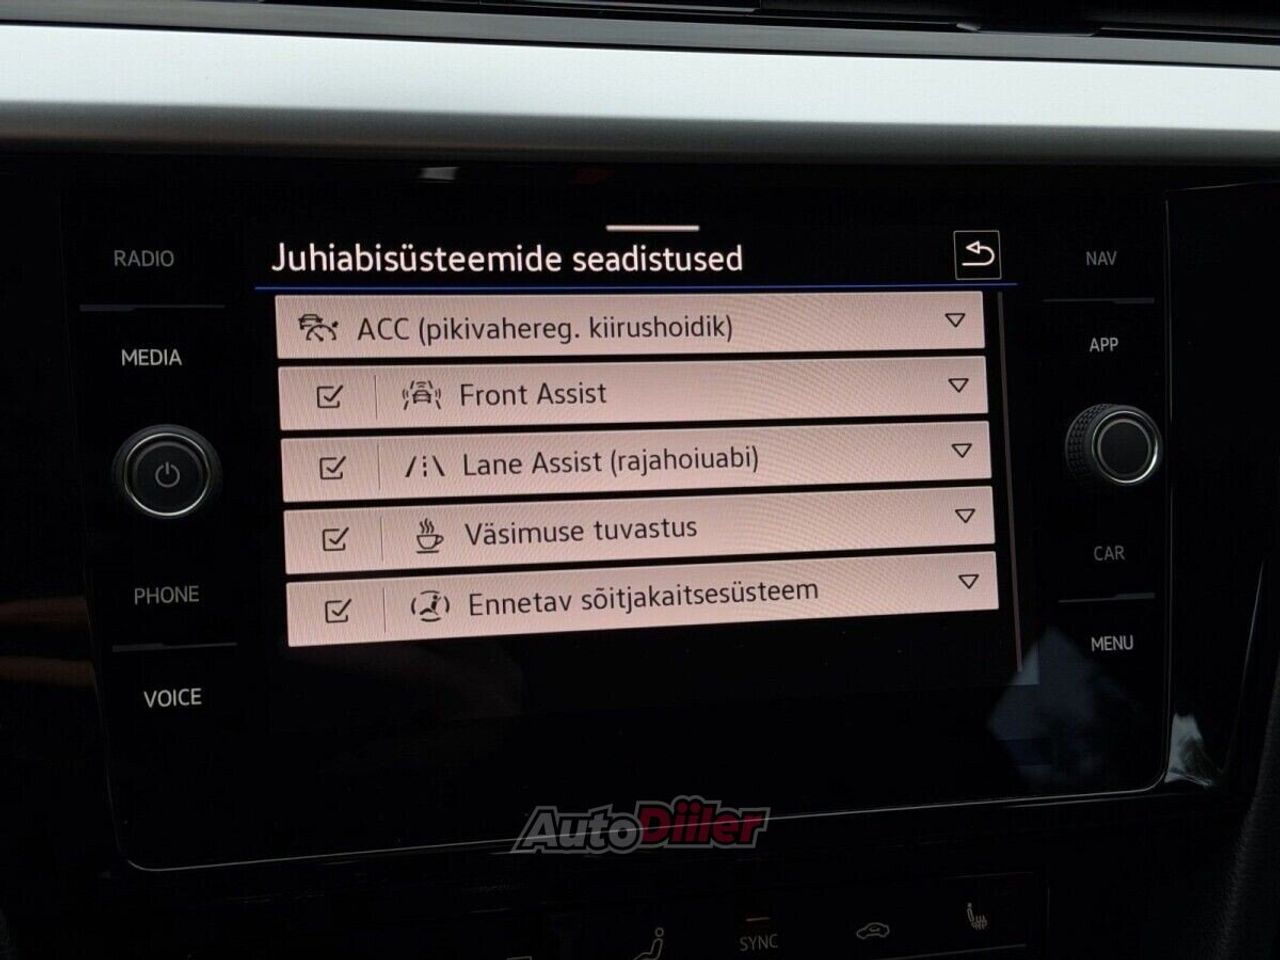 Juhiabisüsteemide seadistused
RADIO
NAV
ACC (pikivahereg. kiirushoidik)
MEDIA
APP
Front Assist
Lane Assist (rajahoiuabi)
Väsimuse tuvastus
CAR
PHONE
Ennetav sõitjakaitsesüsteem
MENU
VOICE
AutoDiiler
SYNC